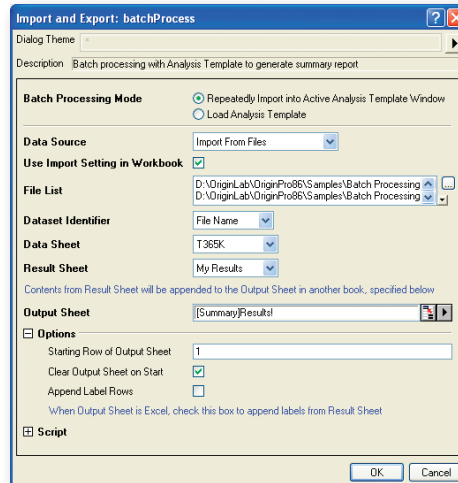 Import and Export: batchProcess
Dialog Theme *
Description Batch processing with Analysis Template to generate summary report
Batch Processing Mode Repeatedly Import into Active Analysis Template Window
Load Analysis Template
Data Source Import From Files
Use Import Setting in Workbook
File List D:\OriginLab\OriginPro86\Samples\Batch Processing ...
D:\OriginLab\OriginPro86\Samples\Batch Processing
Dataset Identifier File Name
Data Sheet T365K
Result Sheet My Results
Contents from Result Sheet will be appended to the Output Sheet in another book, specified below
Output Sheet [Summary]Results!
Options
Starting Row of Output Sheet 1
Clear Output Sheet on Start
Append Label Rows
When Output Sheet is Excel, check this box to append labels from Result Sheet
Script
OK Cancel